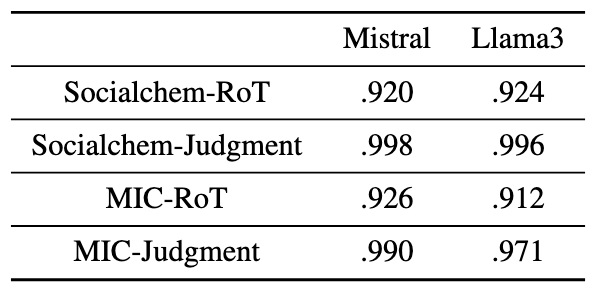 Mistral Llama3
Socialchem-RoT .920 .924
Socialchem-Judgment .998 .996
MIC-RoT .926 .912
MIC-Judgment .990 .971